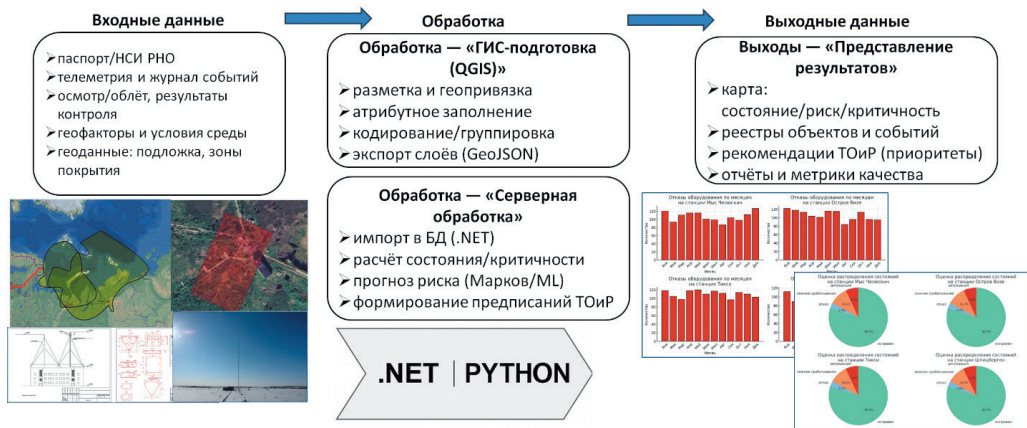 Входные данные
Обработка
Выходные данные
➢паспорт/НСИ РНО
➢телеметрия и журнал событий
➢осмотр/облёт, результаты
контроля
➢геофакторы и условия среды
➢геоданные: подложка, зоны
покрытия
Обработка — «ГИС-подготовка
(QGIS)»
➢разметка и геопривязка
➢атрибутное заполнение
➢кодирование/группировка
➢экспорт слоёв (GeoJSON)
Обработка — «Серверная
обработка»
➢импорт в БД (.NET)
➢расчёт состояния/критичности
➢прогноз риска (Марков/ML)
➢формирование предписаний ТОиР
.NET | PYTHON
Выходы — «Представление
результатов»
➢карта:
состояние/риск/критичность
➢реестры объектов и событий
➢рекомендации ТОиР (приоритеты)
➢отчёты и метрики качества
Отказы оборудования по месяцам
на станции Мыс Челюскин
Отказы оборудования по месяцам
на станции Остров Визе
Отказы оборудования по месяцам
на станции Тикси
Оценка распределения состояний
на станции Мыс Челюскин
Оценка распределения состояний
на станции Остров Визе
Оценка распределения состояний
на станции Тикси
Оценка распределения состояний
на станции Шпицберген